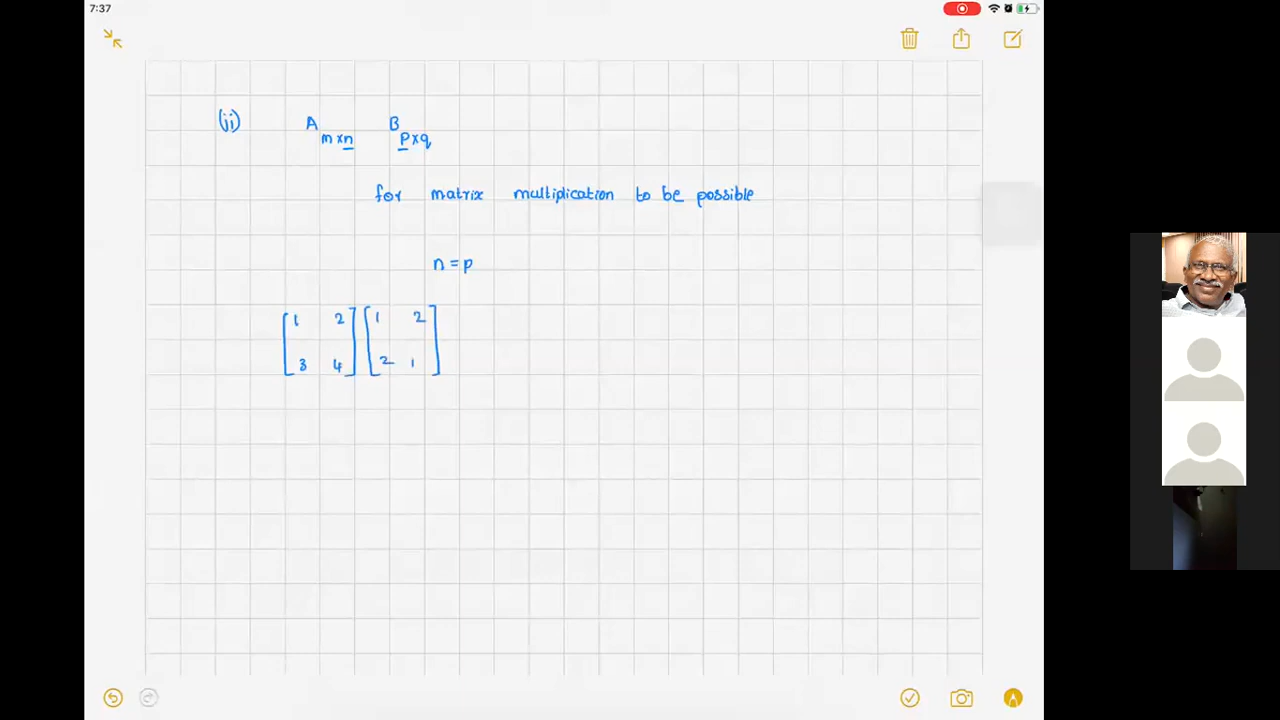 7:37
(ii) A m×n B p×q
for matrix multiplication to be possible
n = p
[1 2 [1 2
3 4] 2 1]